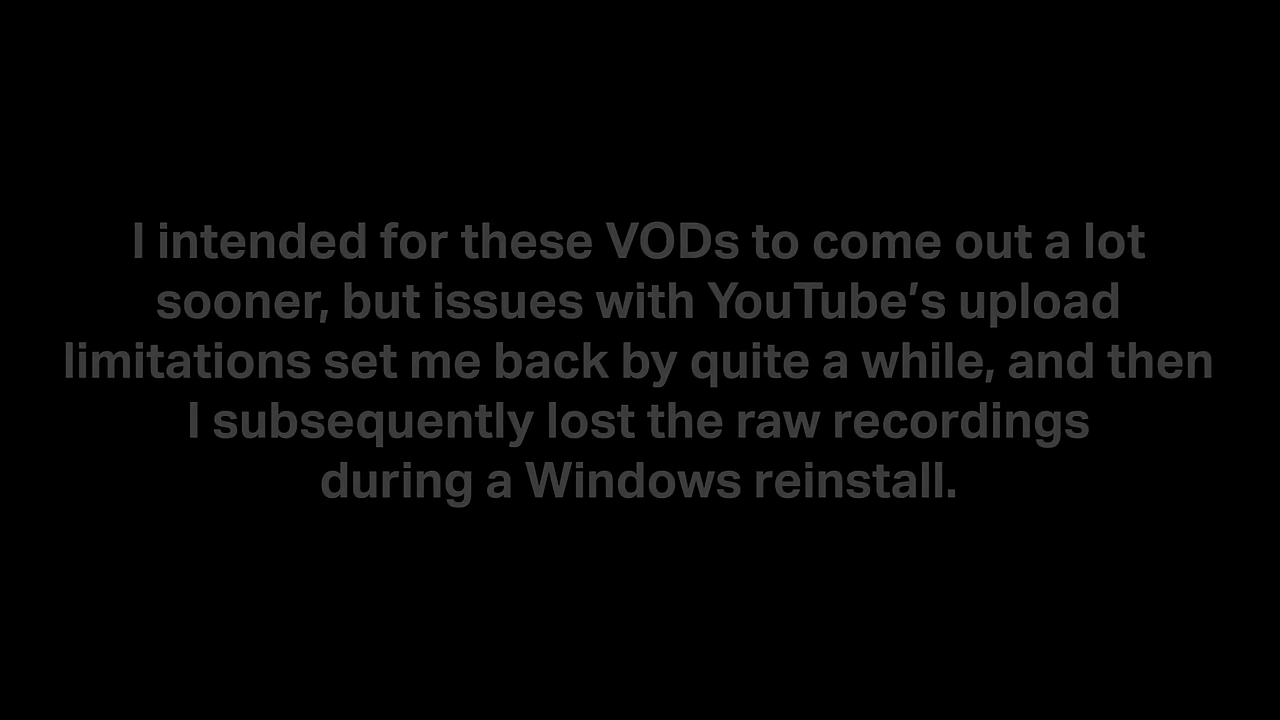 I intended for these VODs to come out a lot
sooner, but issues with YouTube’s upload
limitations set me back by quite a while, and then
I subsequently lost the raw recordings
during a Windows reinstall.